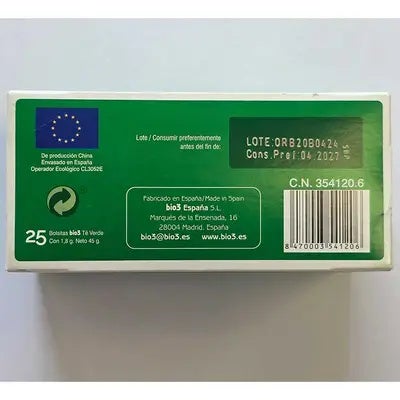 De producción China
Envasado en España
Operador Ecológico CL3052E
Lote / Consumir preferentemente
antes del fin de:
LOTE:ORB20B0424
Cons.Pref:04 2027
C.N. 354120.6
Fabricado en España/Made in Spain
bio3 España S.L.
Marqués de la Ensenada, 16
28004 Madrid. España
bio3@bio3.es www.bio3.es
25 Bolsitas bio3 Té Verde
Con 1,8 g. Neto 45 g
8 470003 541206